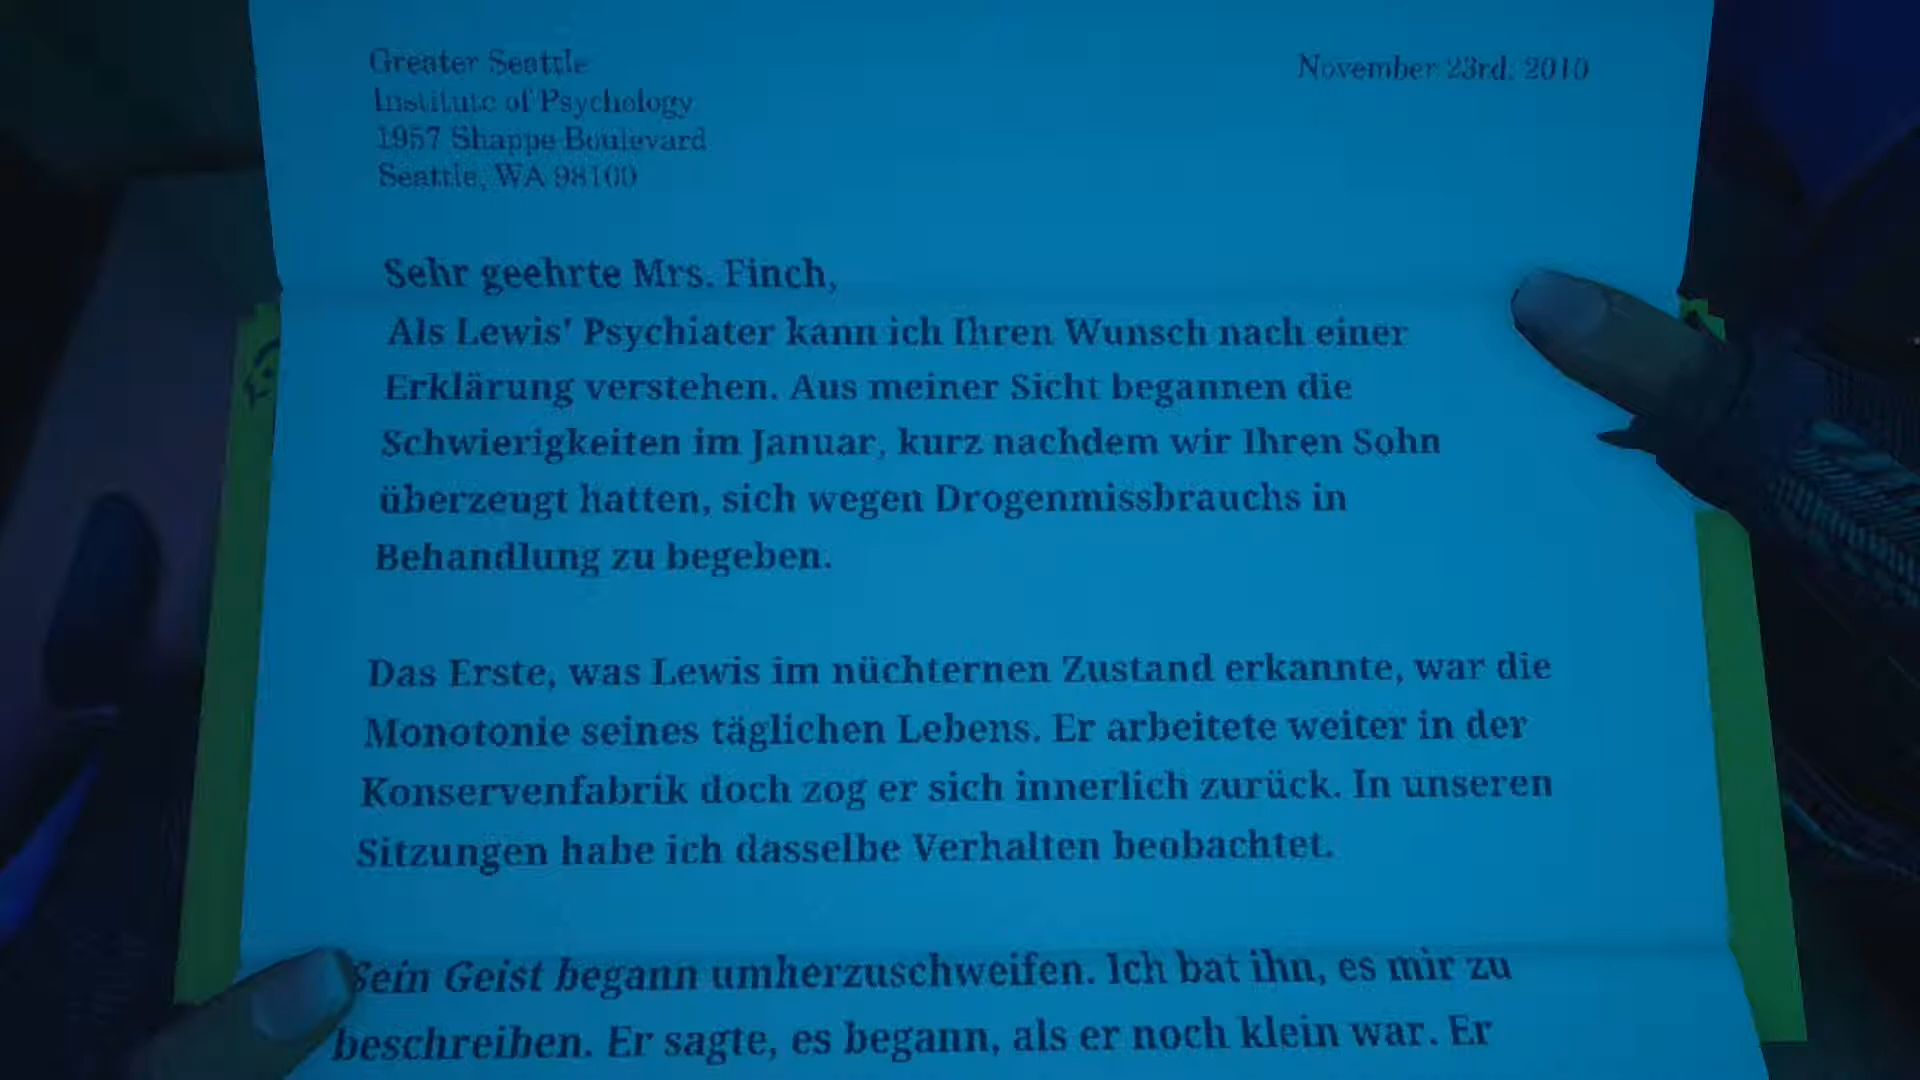 Greater Seattle
November 23rd, 2010
Institute of Psychology
1957 Shappe Boulevard
Seattle, WA 98100
Sehr geehrte Mrs. Finch,
Als Lewis' Psychiater kann ich Ihren Wunsch nach einer
Erklärung verstehen. Aus meiner Sicht begannen die
Schwierigkeiten im Januar, kurz nachdem wir Ihren Sohn
überzeugt hatten, sich wegen Drogenmissbrauchs in
Behandlung zu begeben.
Das Erste, was Lewis im nüchternen Zustand erkannte, war die
Monotonie seines täglichen Lebens. Er arbeitete weiter in der
Konservenfabrik doch zog er sich innerlich zurück. In unseren
Sitzungen habe ich dasselbe Verhalten beobachtet.
Sein Geist begann umherzuschweifen. Ich bat ihn, es mir zu
beschreiben. Er sagte, es begann, als er noch klein war. Er